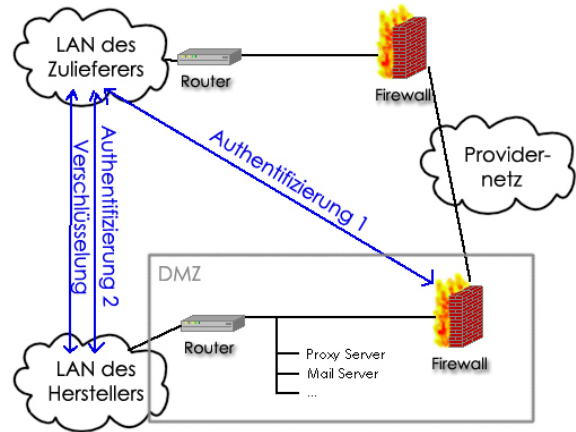 LAN des
Zulieferers
Router
Firewall
Authentifizierung 1
Provider-
netz
Authentifizierung 2
Verschlüsselung
DMZ
Router
Proxy Server
Mail Server
...
Firewall
LAN des
Herstellers